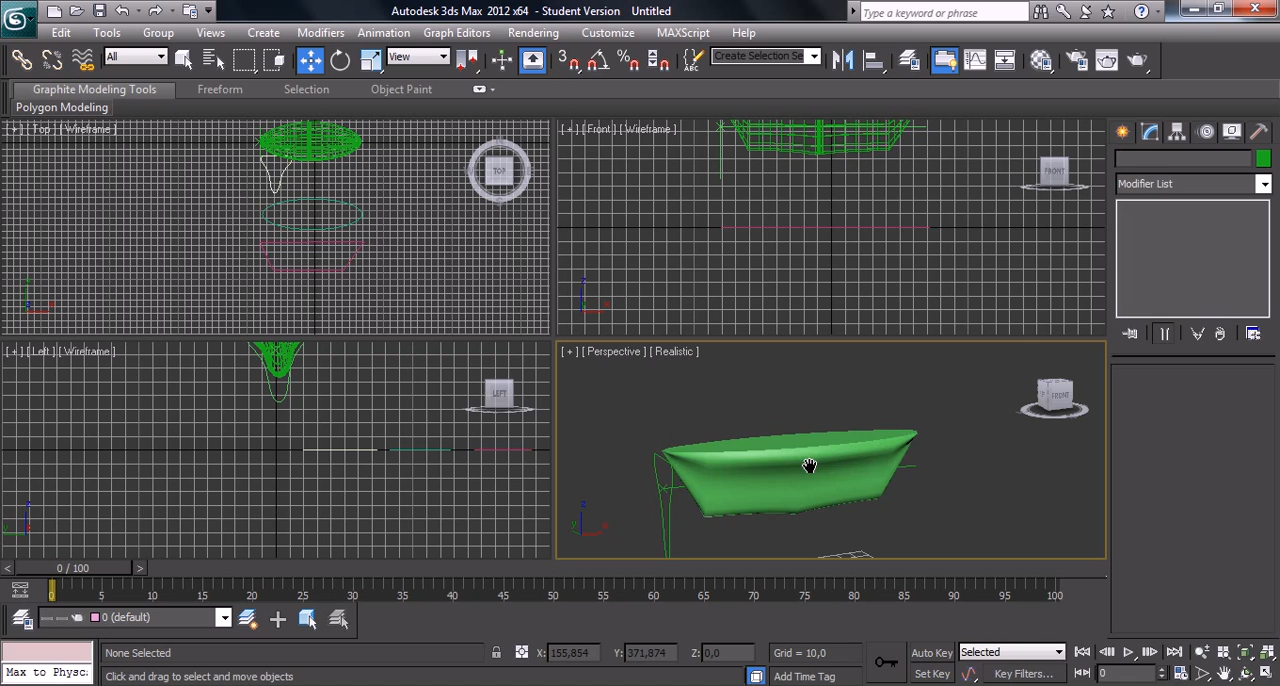 Autodesk 3ds Max 2012 x64 - Student Version Untitled
Type a keyword or phrase
Edit Tools Group Views Create Modifiers Animation Graph Editors Rendering Customize MAXScript Help
All View Create Selection Se
Graphite Modeling Tools Freeform Selection Object Paint
Polygon Modeling
[ + ] [ Top ] [ Wireframe ]
TOP
[ + ] [ Front ] [ Wireframe ]
FRONT
Modifier List
[ + ] [ Left ] [ Wireframe ]
LEFT
[ + ] [ Perspective ] [ Realistic ]
FRONT
< 0 / 100 >
0 5 10 15 20 25 30 35 40 45 50 55 60 65 70 75 80 85 90 95 100
0 (default)
None Selected X: 155,854 Y: 371,874 Z: 0,0 Grid = 10,0 Auto Key Selected
Max to Physc
Click and drag to select and move objects Add Time Tag Set Key Key Filters... 0